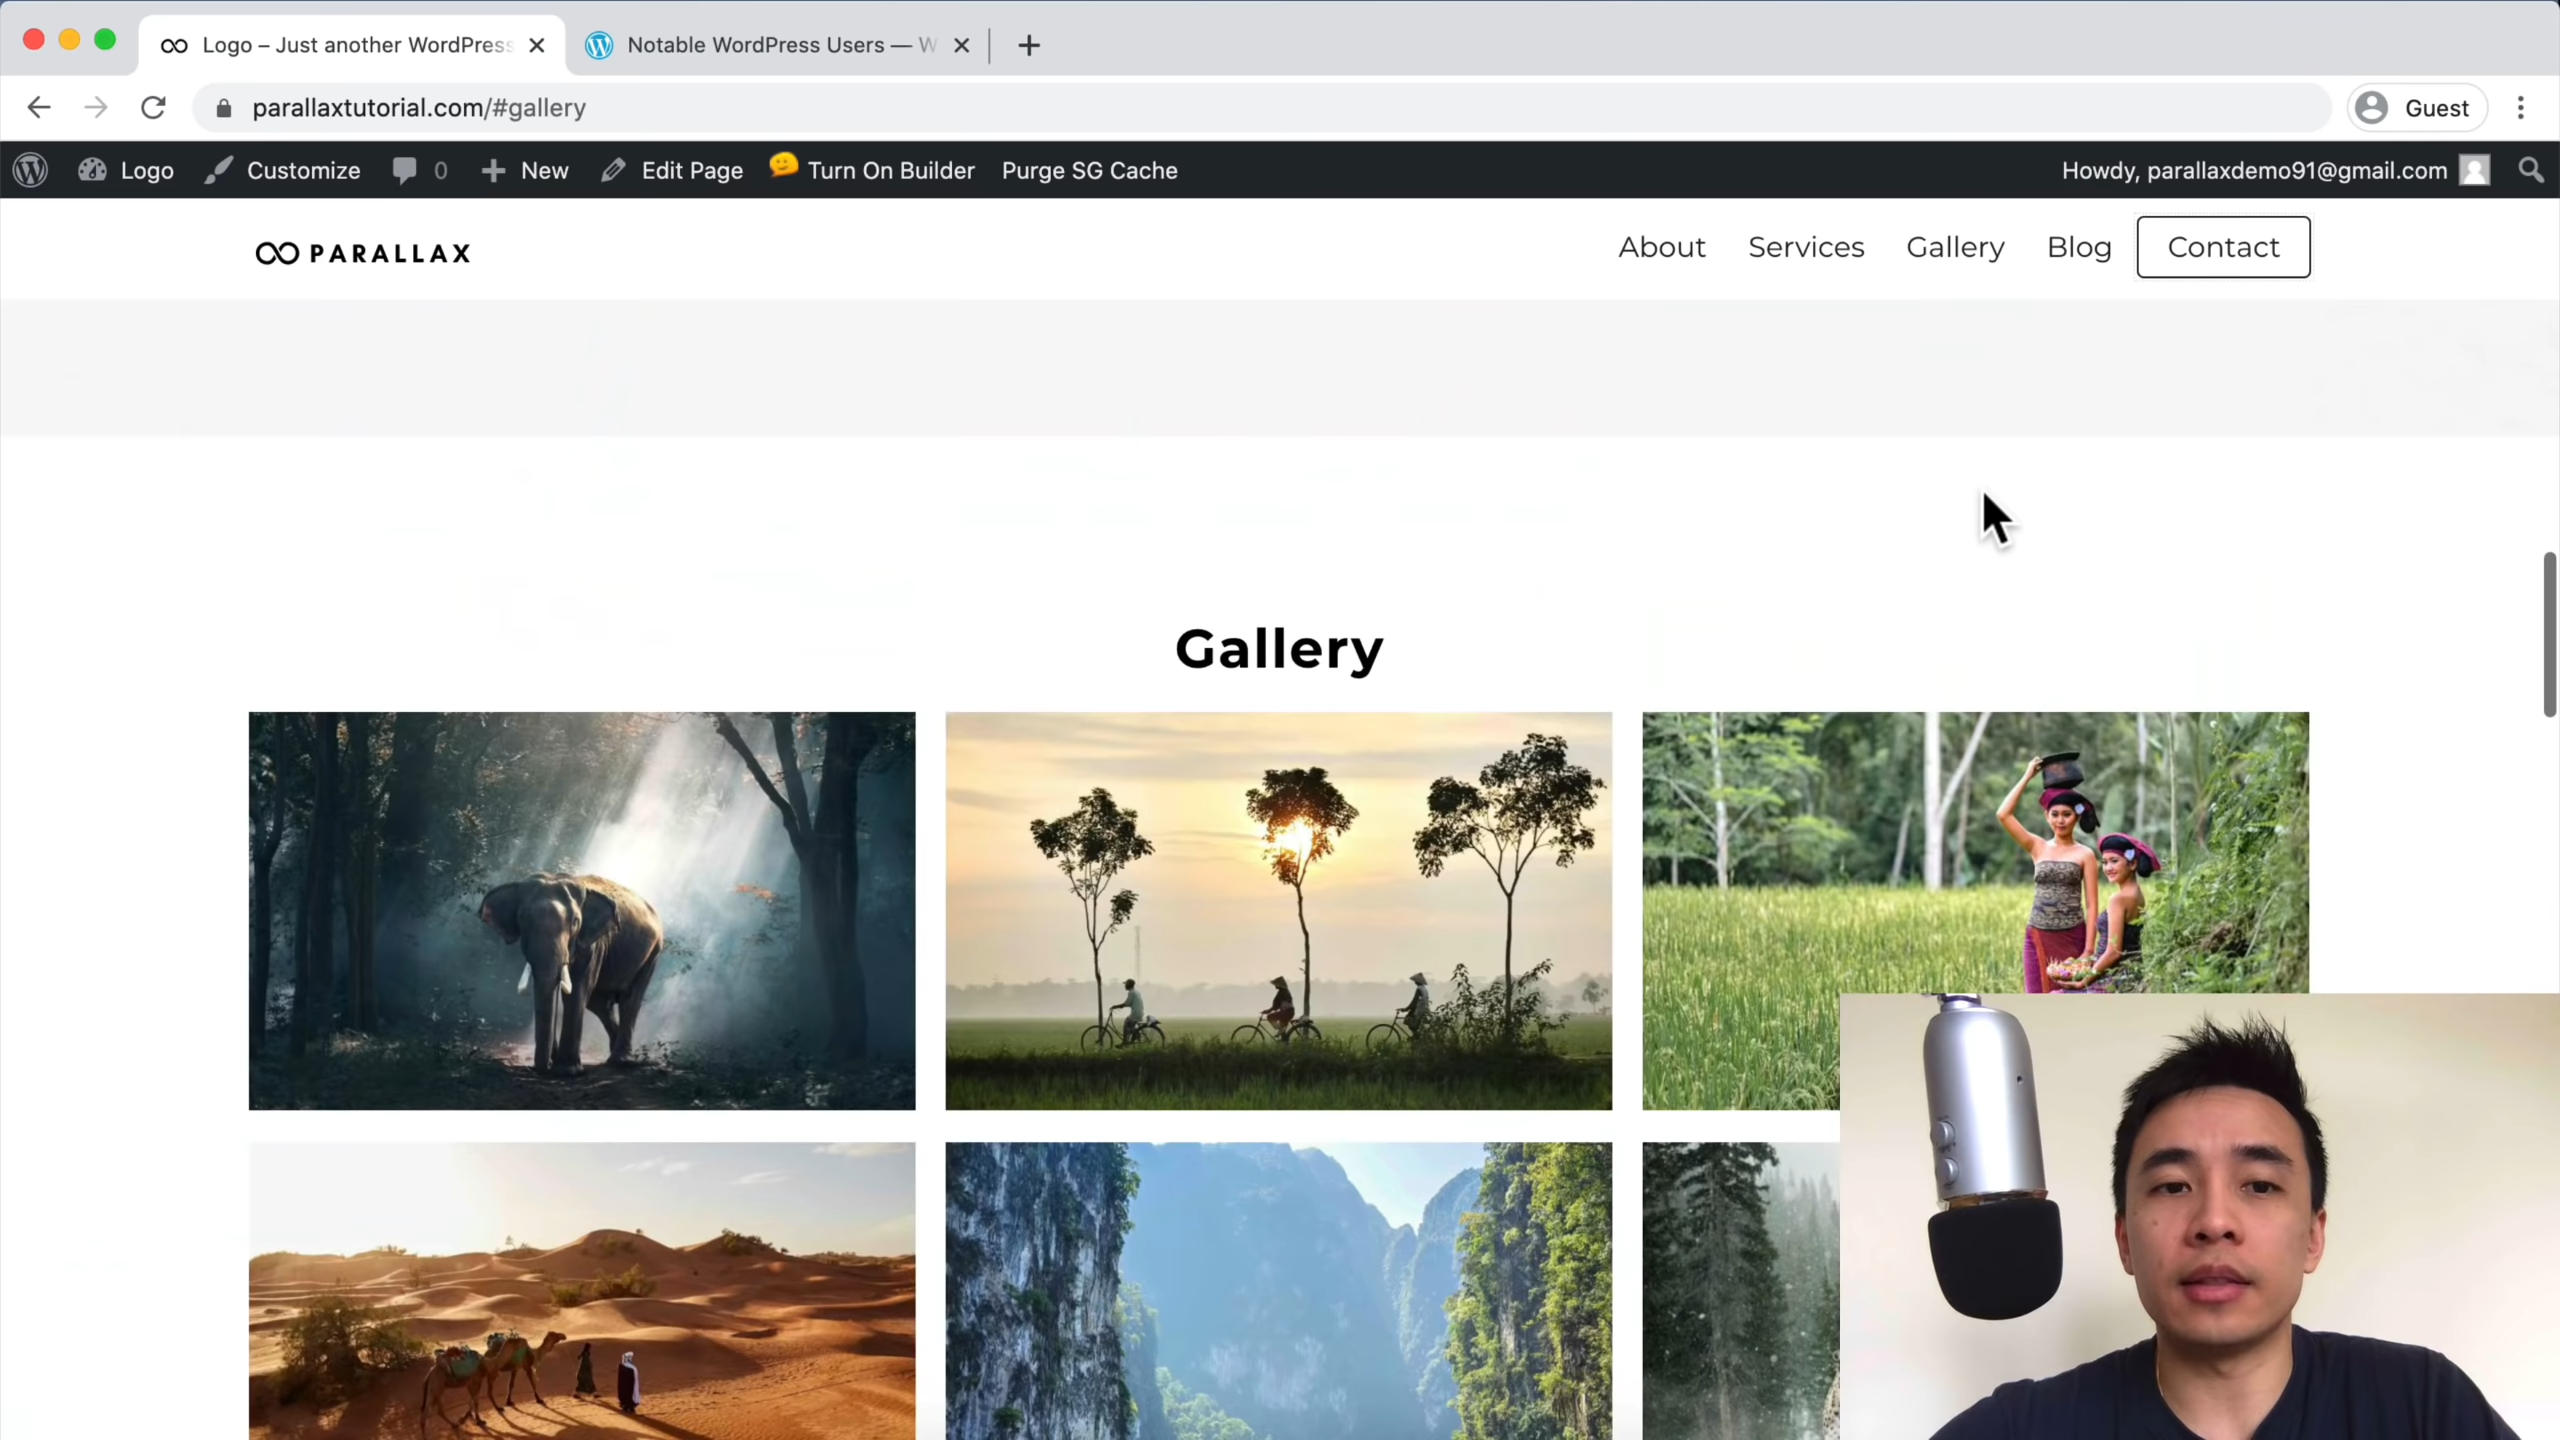 Logo – Just another WordPress
Notable WordPress Users — W
parallaxtutorial.com/#gallery
Guest
Logo
Customize
0
New
Edit Page
Turn On Builder
Purge SG Cache
Howdy, parallaxdemo91@gmail.com
PARALLAX
About
Services
Gallery
Blog
Contact
Gallery